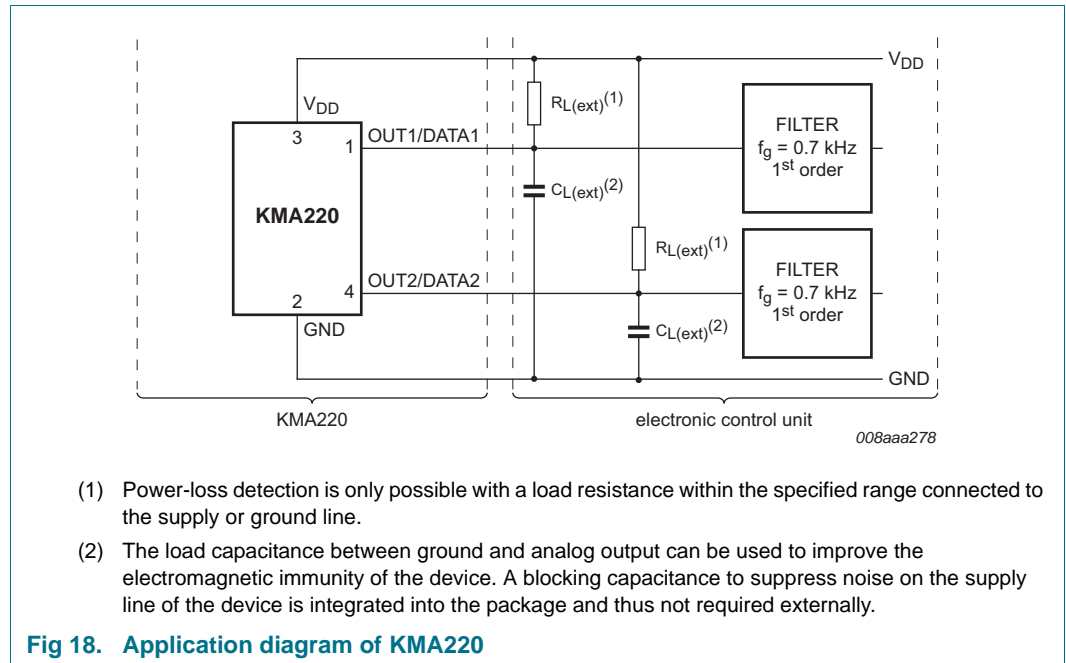 VDD
RL(ext)(1)
VDD
FILTER
3
OUT1/DATA1
fg = 0.7 kHz
1
1st order
CL(ext)(2)
KMA220
RL(ext)(1)
FILTER
OUT2/DATA2
fg = 0.7 kHz
4
1st order
2
GND
CL(ext)(2)
GND
KMA220
electronic control unit
008aaa278
(1) Power-loss detection is only possible with a load resistance within the specified range connected to
the supply or ground line.
(2) The load capacitance between ground and analog output can be used to improve the
electromagnetic immunity of the device. A blocking capacitance to suppress noise on the supply
line of the device is integrated into the package and thus not required externally.
Fig 18. Application diagram of KMA220